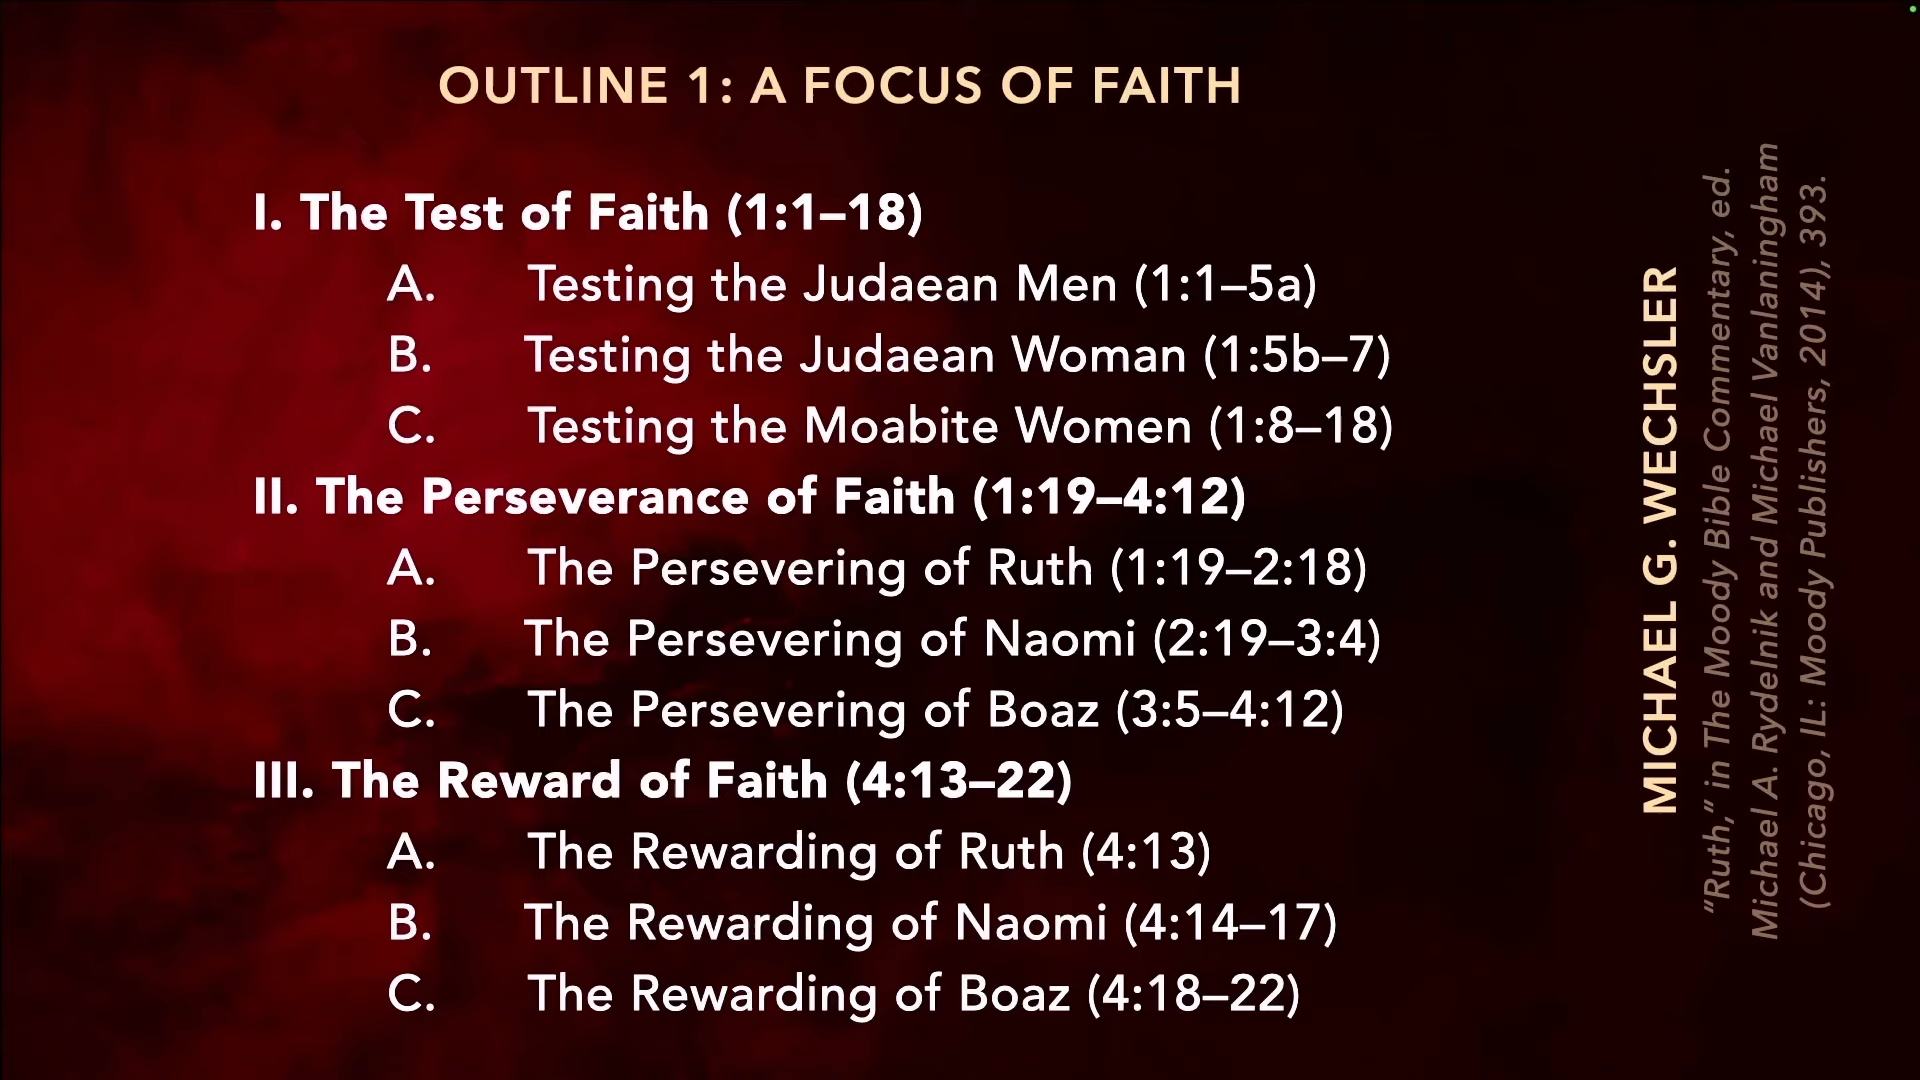 OUTLINE 1: A FOCUS OF FAITH
I. The Test of Faith (1:1–18)
A. Testing the Judaean Men (1:1–5a)
B. Testing the Judaean Woman (1:5b–7)
C. Testing the Moabite Women (1:8–18)
II. The Perseverance of Faith (1:19–4:12)
A. The Persevering of Ruth (1:19–2:18)
B. The Persevering of Naomi (2:19–3:4)
C. The Persevering of Boaz (3:5–4:12)
III. The Reward of Faith (4:13–22)
A. The Rewarding of Ruth (4:13)
B. The Rewarding of Naomi (4:14–17)
C. The Rewarding of Boaz (4:18–22)
MICHAEL G. WECHSLER
“Ruth,” in The Moody Bible Commentary, ed.
Michael A. Rydelnik and Michael Vanlaningham
(Chicago, IL: Moody Publishers, 2014), 393.